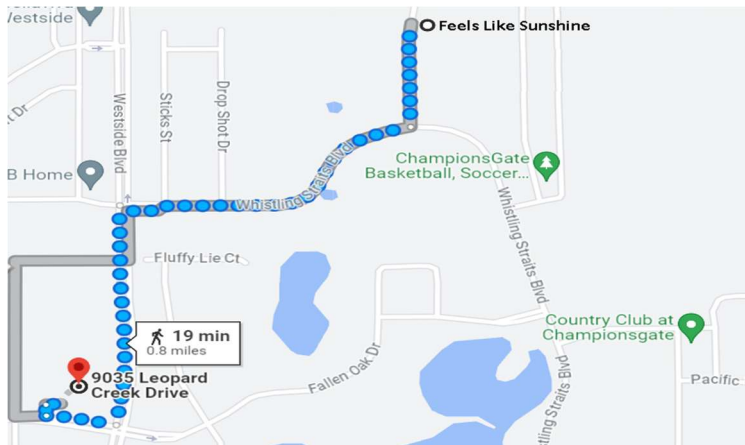 Westside
Feels Like Sunshine
Dr
Westside Blvd
Sticks St
Drop Shot Dr
B Home
ChampionsGate
Basketball, Soccer...
Whistling Straits Blvd
Whistling Straits Blvd
Fluffy Lie Ct
19 min
0.8 miles
Country Club at
Championsgate
9035 Leopard
Creek Drive
Fallen Oak Dr
tling Straits Blvd
Pacific